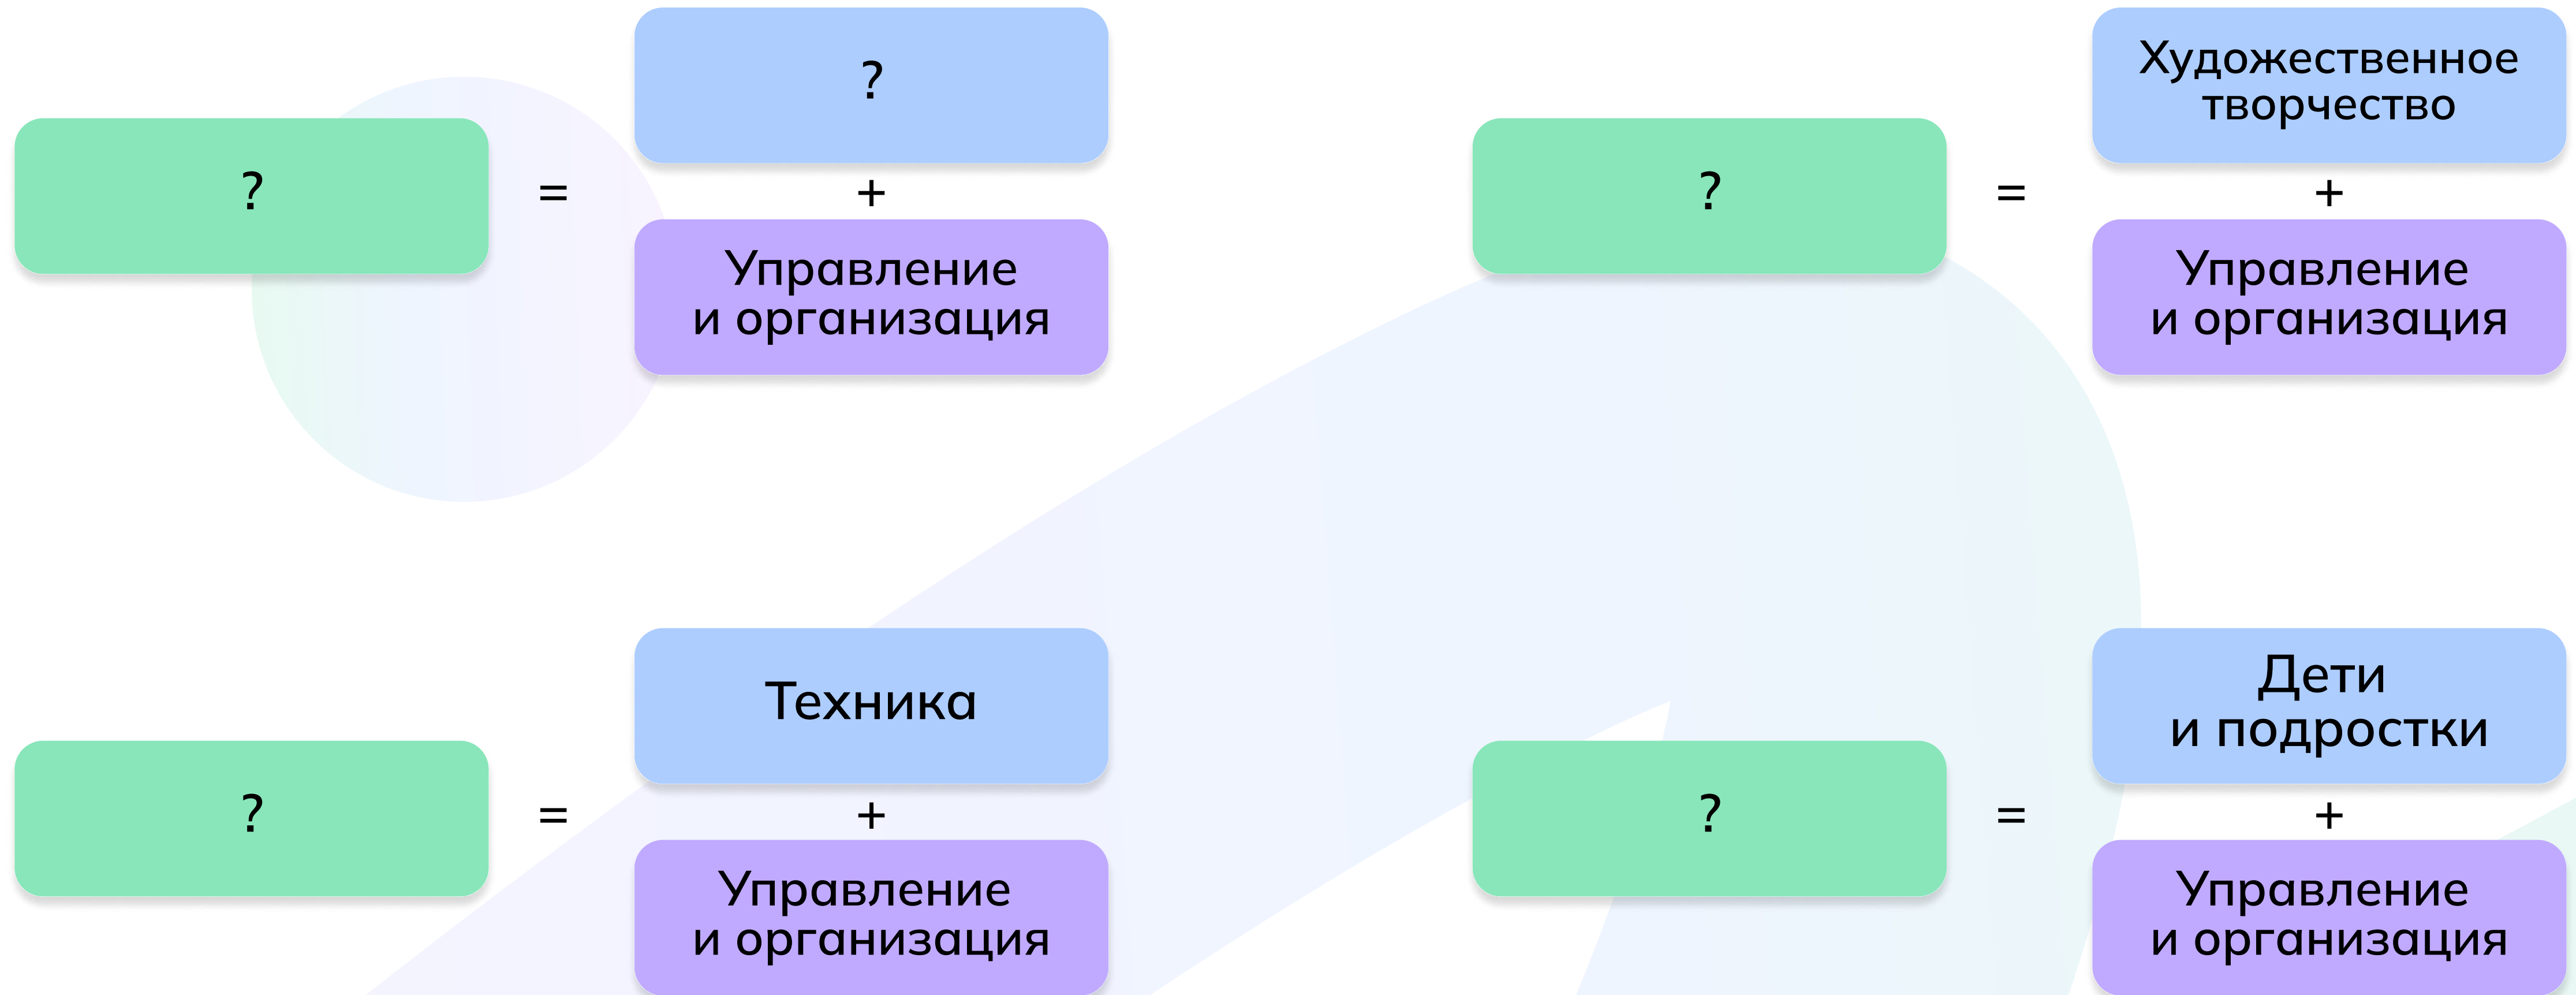 ?
? =
+
Управление
и организация
Художественное
творчество
? =
+
Управление
и организация
Техника
? =
+
Управление
и организация
Дети
и подростки
? =
+
Управление
и организация